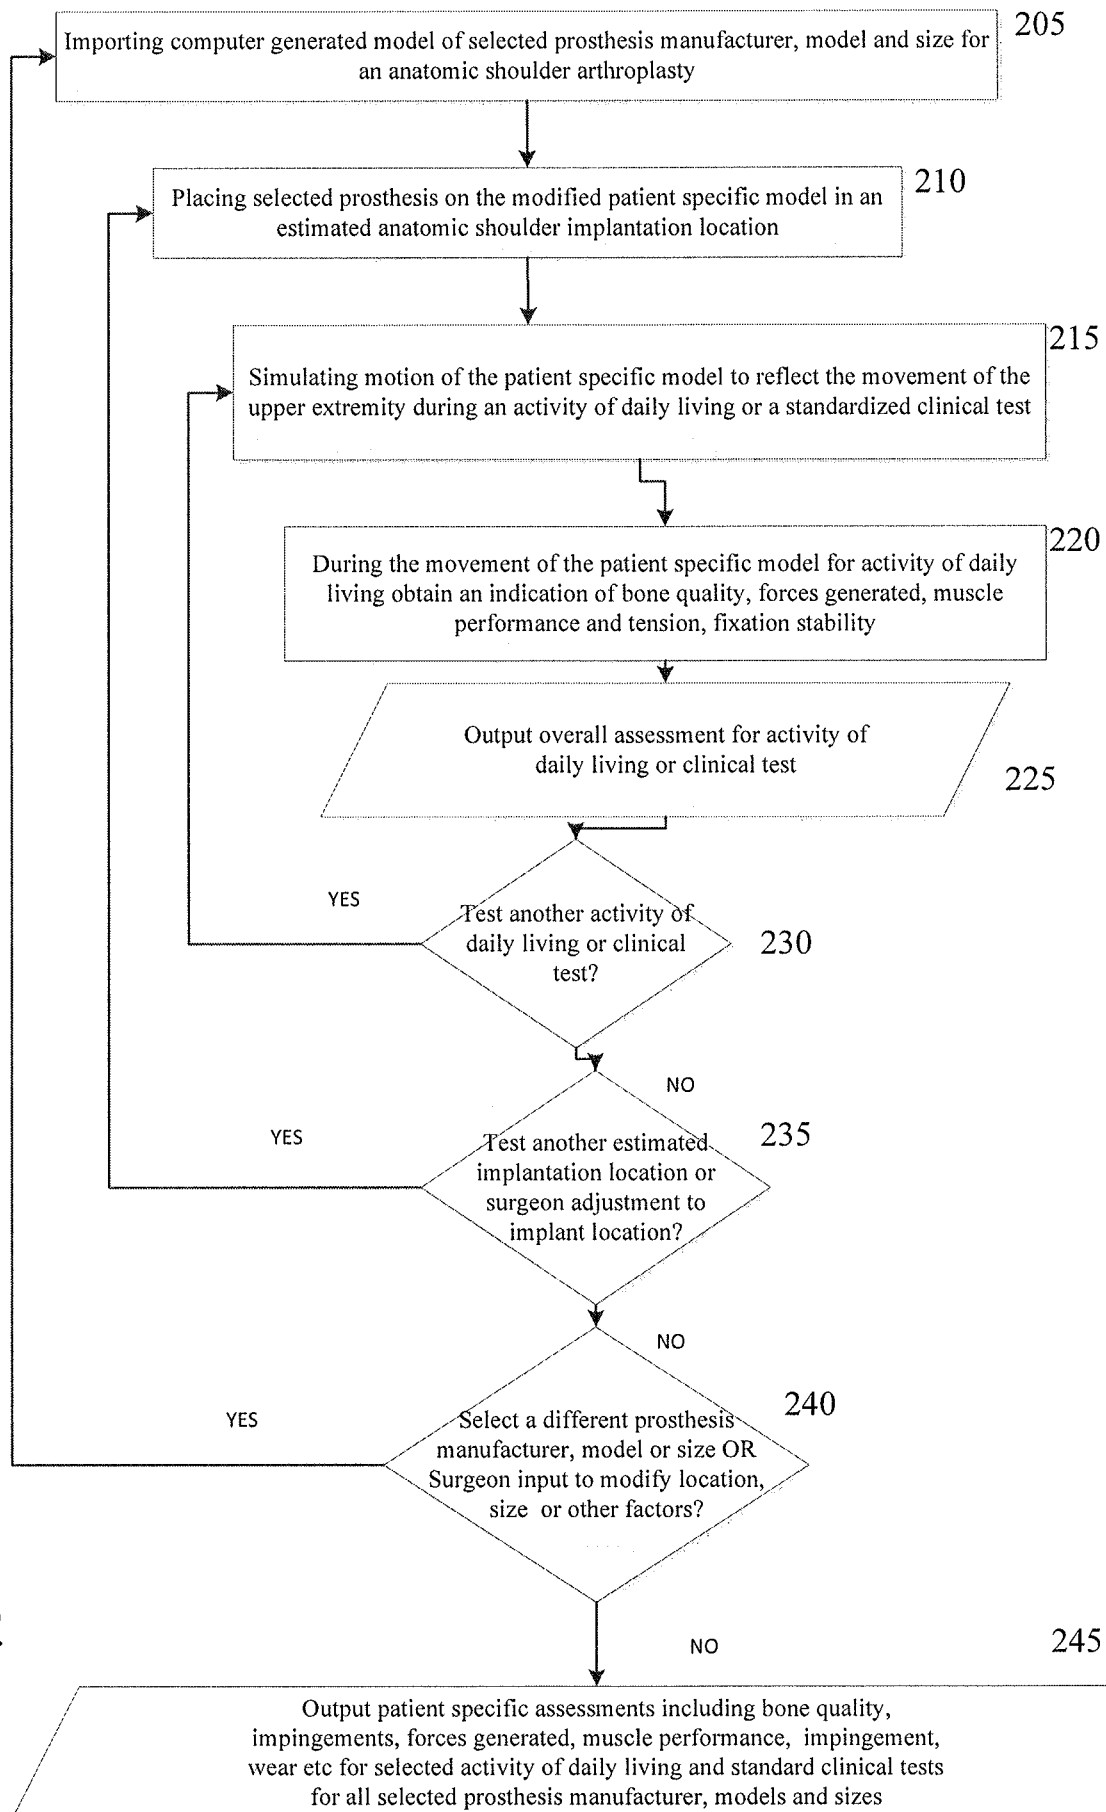 205
Importing computer generated model of selected prosthesis manufacturer, model and size for
an anatomic shoulder arthroplasty
210
Placing selected prosthesis on the modified patient specific model in an
estimated anatomic shoulder implantation location
215
Simulating motion of the patient specific model to reflect the movement of the
upper extremity during an activity of daily living or a standardized clinical test
220
During the movement of the patient specific model for activity of daily
living obtain an indication of bone quality, forces generated, muscle
performance and tension, fixation stability
Output overall assessment for activity of
daily living or clinical test
225
YES
Test another activity of
daily living or clinical
test?
230
NO
YES
Test another estimated
implantation location or
surgeon adjustment to
implant location?
235
NO
YES
Select a different prosthesis
manufacturer, model or size OR
Surgeon input to modify location,
size or other factors?
240
NO
245
Output patient specific assessments including bone quality,
impingements, forces generated, muscle performance, impingement,
wear etc for selected activity of daily living and standard clinical tests
for all selected prosthesis manufacturer, models and sizes